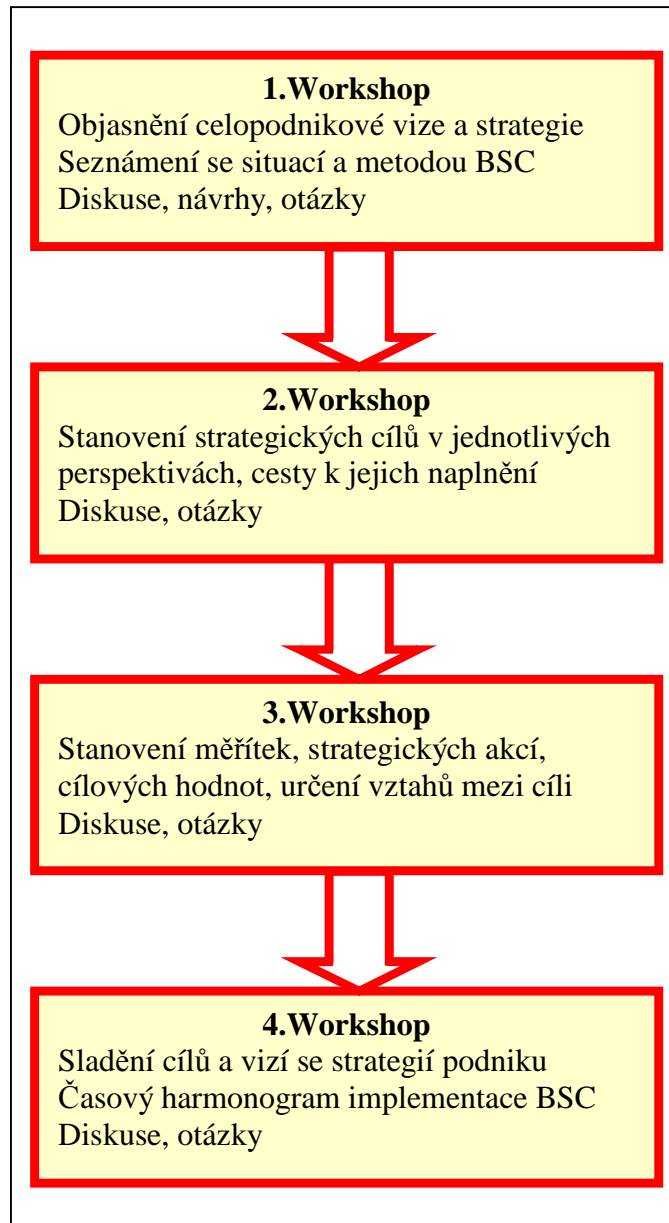 1.Workshop
Objasnění celopodnikové vize a strategie
Seznámení se situací a metodou BSC
Diskuse, návrhy, otázky
2.Workshop
Stanovení strategických cílů v jednotlivých
perspektivách, cesty k jejich naplnění
Diskuse, otázky
3.Workshop
Stanovení měřítek, strategických akcí,
cílových hodnot, určení vztahů mezi cíli
Diskuse, otázky
4.Workshop
Sladění cílů a vizí se strategií podniku
Časový harmonogram implementace BSC
Diskuse, otázky